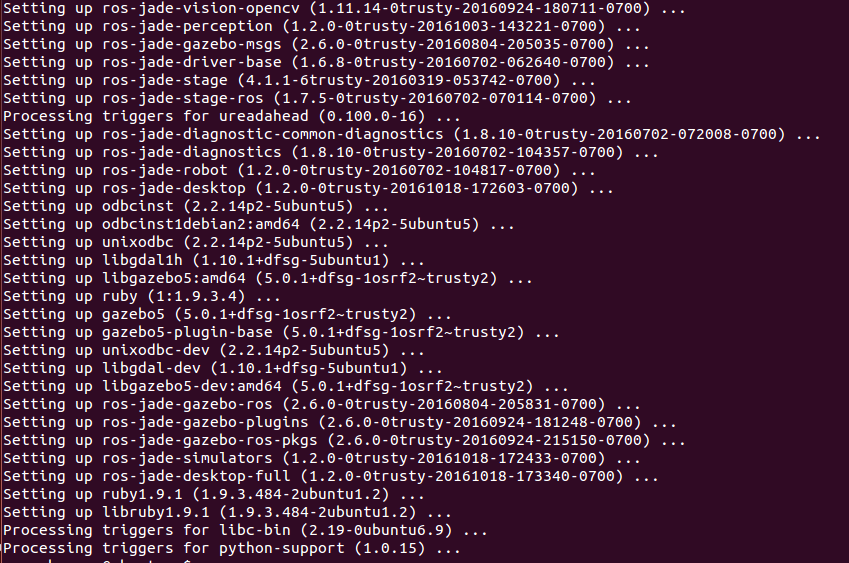 Setting up ros-jade-vision-opencv (1.11.14-0trusty-20160924-180711-0700) ...
Setting up ros-jade-perception (1.2.0-0trusty-20161003-143221-0700) ...
Setting up ros-jade-gazebo-msgs (2.6.0-0trusty-20160804-205035-0700) ...
Setting up ros-jade-driver-base (1.6.8-0trusty-20160702-062640-0700) ...
Setting up ros-jade-stage (4.1.1-6trusty-20160319-053742-0700) ...
Setting up ros-jade-stage-ros (1.7.5-0trusty-20160702-070114-0700) ...
Processing triggers for ureadahead (0.100.0-16) ...
Setting up ros-jade-diagnostic-common-diagnostics (1.8.10-0trusty-20160702-072008-0700) ...
Setting up ros-jade-diagnostics (1.8.10-0trusty-20160702-104357-0700) ...
Setting up ros-jade-robot (1.2.0-0trusty-20160702-104817-0700) ...
Setting up ros-jade-desktop (1.2.0-0trusty-20161018-172603-0700) ...
Setting up odbcinst (2.2.14p2-5ubuntu5) ...
Setting up odbcinst1debian2:amd64 (2.2.14p2-5ubuntu5) ...
Setting up unixodbc (2.2.14p2-5ubuntu5) ...
Setting up libgdal1h (1.10.1+dfsg-5ubuntu1) ...
Setting up libgazebo5:amd64 (5.0.1+dfsg-1osrf2~trusty2) ...
Setting up ruby (1:1.9.3.4) ...
Setting up gazebo5 (5.0.1+dfsg-1osrf2~trusty2) ...
Setting up gazebo5-plugin-base (5.0.1+dfsg-1osrf2~trusty2) ...
Setting up unixodbc-dev (2.2.14p2-5ubuntu5) ...
Setting up libgdal-dev (1.10.1+dfsg-5ubuntu1) ...
Setting up libgazebo5-dev:amd64 (5.0.1+dfsg-1osrf2~trusty2) ...
Setting up ros-jade-gazebo-ros (2.6.0-0trusty-20160804-205831-0700) ...
Setting up ros-jade-gazebo-plugins (2.6.0-0trusty-20160924-181248-0700) ...
Setting up ros-jade-gazebo-ros-pkgs (2.6.0-0trusty-20160924-215150-0700) ...
Setting up ros-jade-simulators (1.2.0-0trusty-20161018-172433-0700) ...
Setting up ros-jade-desktop-full (1.2.0-0trusty-20161018-173340-0700) ...
Setting up ruby1.9.1 (1.9.3.484-2ubuntu1.2) ...
Setting up libruby1.9.1 (1.9.3.484-2ubuntu1.2) ...
Processing triggers for libc-bin (2.19-0ubuntu6.9) ...
Processing triggers for python-support (1.0.15) ...